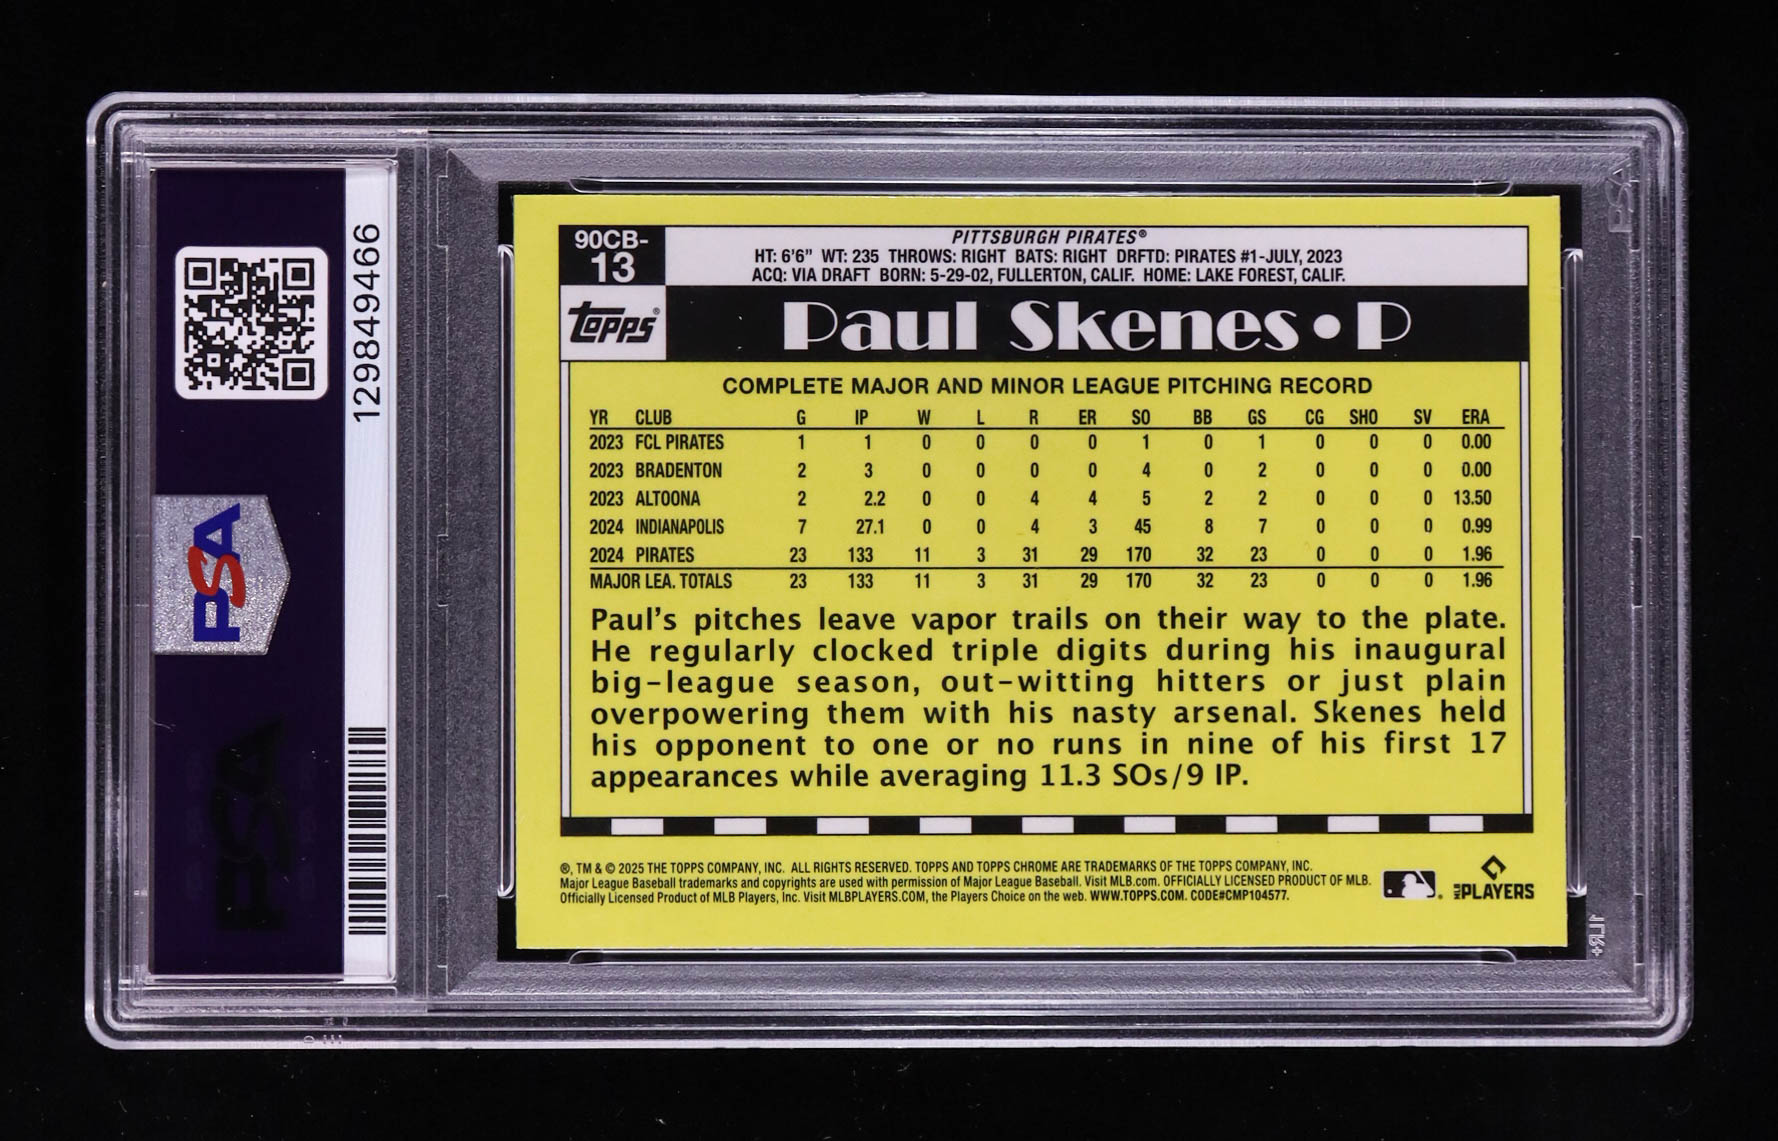 129849466
PSA
PSA
90CB-
13
PITTSBURGH PIRATES®
HT: 6'6" WT: 235 THROWS: RIGHT BATS: RIGHT DRFTD: PIRATES #1-JULY, 2023
ACQ: VIA DRAFT BORN: 5-29-02, FULLERTON, CALIF. HOME: LAKE FOREST, CALIF.
topps®
Paul Skenes • P
COMPLETE MAJOR AND MINOR LEAGUE PITCHING RECORD
YR CLUB G IP W L R ER SO BB GS CG SHO SV ERA
2023 FCL PIRATES 1 1 0 0 0 0 1 0 1 0 0 0 0.00
2023 BRADENTON 2 3 0 0 0 0 4 0 2 0 0 0 0.00
2023 ALTOONA 2 2.2 0 0 4 4 5 2 2 0 0 0 13.50
2024 INDIANAPOLIS 7 27.1 0 0 4 3 45 8 7 0 0 0 0.99
2024 PIRATES 23 133 11 3 31 29 170 32 23 0 0 0 1.96
MAJOR LEA. TOTALS 23 133 11 3 31 29 170 32 23 0 0 0 1.96
Paul's pitches leave vapor trails on their way to the plate.
He regularly clocked triple digits during his inaugural
big-league season, out-witting hitters or just plain
overpowering them with his nasty arsenal. Skenes held
his opponent to one or no runs in nine of his first 17
appearances while averaging 11.3 SOs/9 IP.
®, TM & © 2025 THE TOPPS COMPANY, INC. ALL RIGHTS RESERVED. TOPPS AND TOPPS CHROME ARE TRADEMARKS OF THE TOPPS COMPANY, INC.
Major League Baseball trademarks and copyrights are used with permission of Major League Baseball. Visit MLB.com. OFFICIALLY LICENSED PRODUCT OF MLB.
Officially Licensed Product of MLB Players, Inc. Visit MLBPLAYERS.COM, the Players Choice on the web. WWW.TOPPS.COM. CODE#CMP104577.
MLB PLAYERS
PSA
1LR+